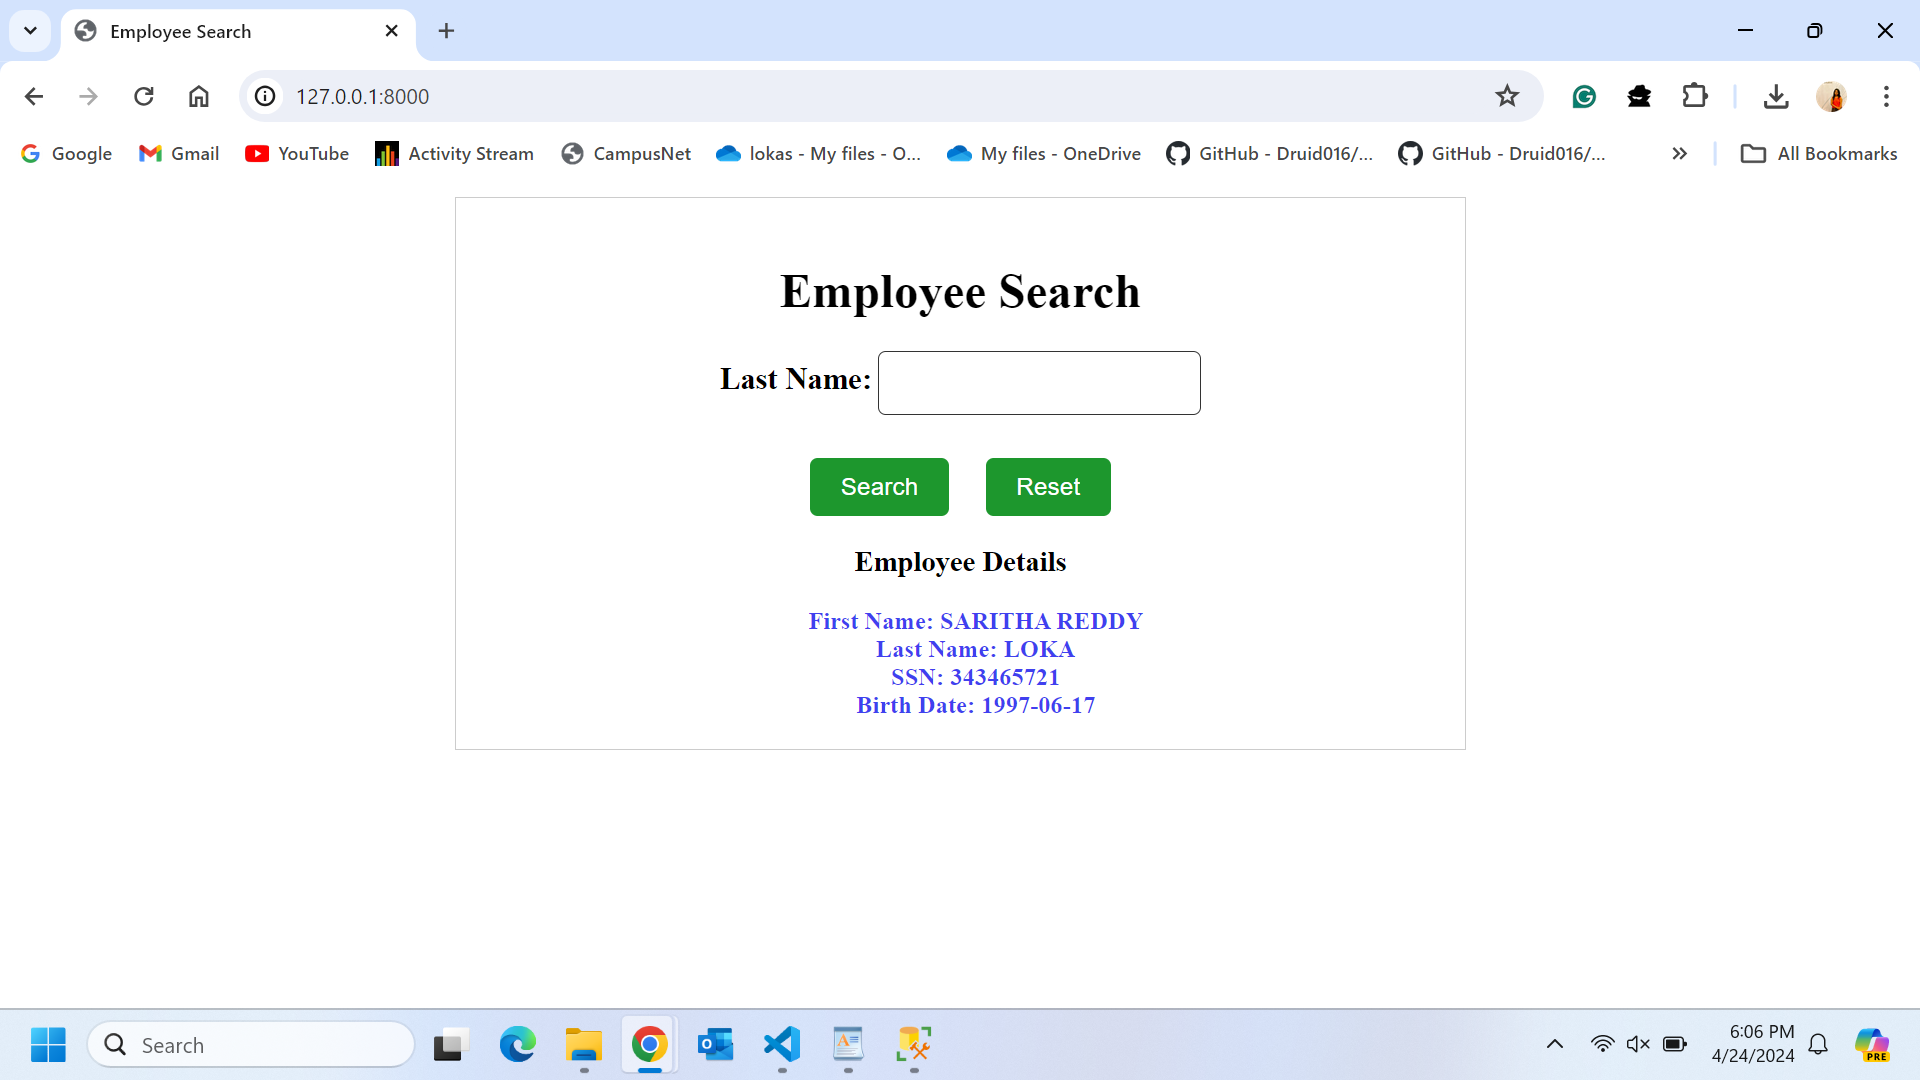 Employee Search
127.0.0.1:8000
Google Gmail YouTube Activity Stream CampusNet lokas - My files - O... My files - OneDrive GitHub - Druid016/... GitHub - Druid016/... All Bookmarks
Employee Search
Last Name:
Search Reset
Employee Details
First Name: SARITHA REDDY
Last Name: LOKA
SSN: 343465721
Birth Date: 1997-06-17
Search
6:06 PM
4/24/2024
PRE